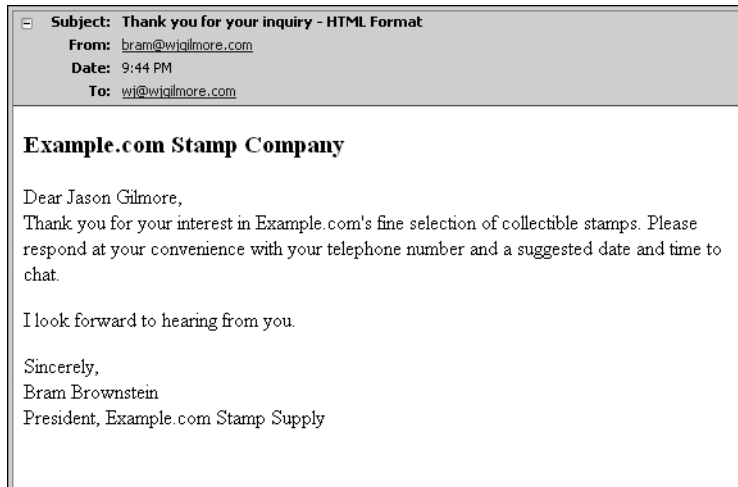 Subject: Thank you for your inquiry - HTML Format
From: bram@wjgilmore.com
Date: 9:44 PM
To: wj@wjgilmore.com
Example.com Stamp Company
Dear Jason Gilmore,
Thank you for your interest in Example.com's fine selection of collectible stamps. Please
respond at your convenience with your telephone number and a suggested date and time to
chat.
I look forward to hearing from you.
Sincerely,
Bram Brownstein
President, Example.com Stamp Supply